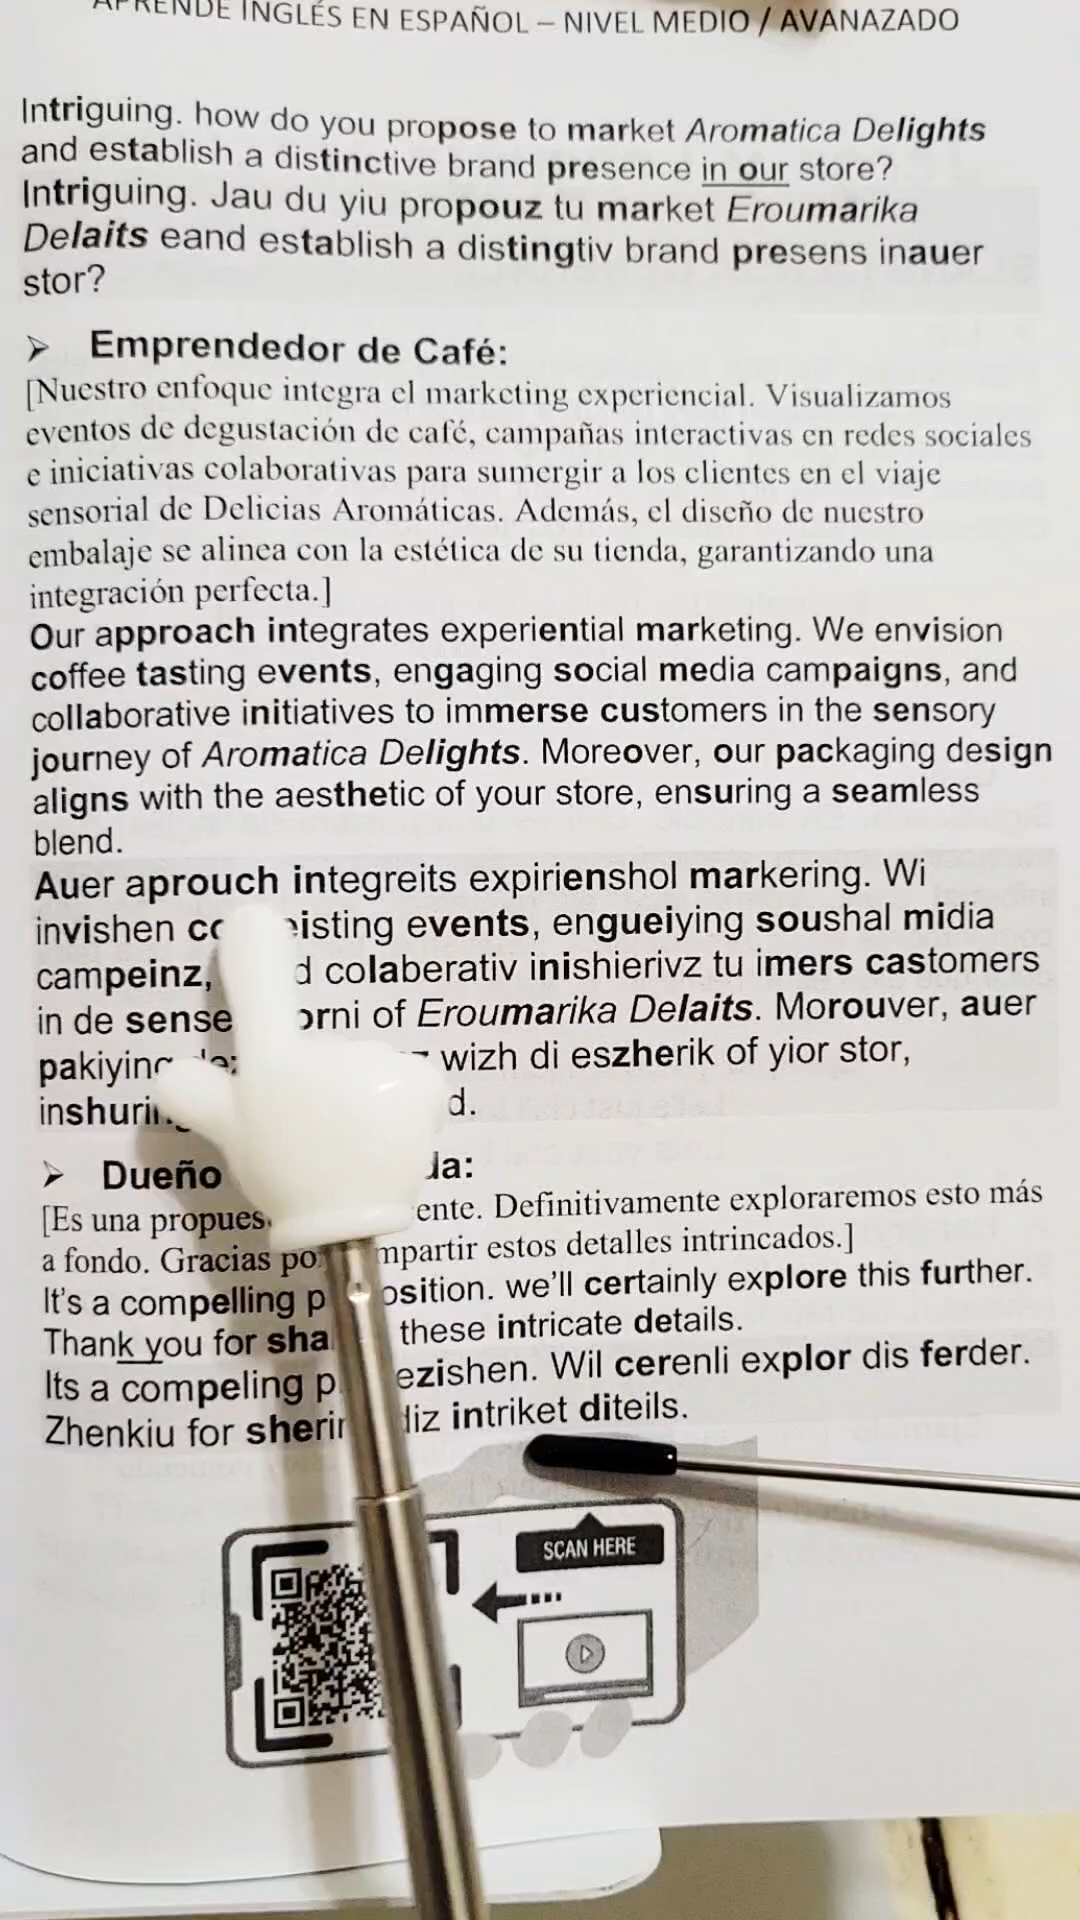 APRENDE INGLÉS EN ESPAÑOL – NIVEL MEDIO / AVANAZADO
Intriguing. how do you propose to market Aromatica Delights
and establish a distinctive brand presence in our store?
Intriguing. Jau du yiu propouz tu market Eroumarika
Delaits eand establish a distingtiv brand presens inauer
stor?
➢ Emprendedor de Café:
[Nuestro enfoque integra el marketing experiencial. Visualizamos
eventos de degustación de café, campañas interactivas en redes sociales
e iniciativas colaborativas para sumergir a los clientes en el viaje
sensorial de Delicias Aromáticas. Además, el diseño de nuestro
embalaje se alinea con la estética de su tienda, garantizando una
integración perfecta.]
Our approach integrates experiential marketing. We envision
coffee tasting events, engaging social media campaigns, and
collaborative initiatives to immerse customers in the sensory
journey of Aromatica Delights. Moreover, our packaging design
aligns with the aesthetic of your store, ensuring a seamless
blend.
Auer aprouch integreits expirienshol markering. Wi
invishen events, engueiying soushal midia
campeinz, colaberativ inishierivz tu imers castomers
in de of Eroumarika Delaits. Morouver, auer
wizh di eszherik of yior stor,
➢ Dueño
[Es una Definitivamente exploraremos esto más
a fondo. Gracias estos detalles intrincados.]
It's a compelling we'll certainly explore this further.
Thank you for these intricate details.
Its a compeling Wil cerenli explor dis ferder.
Zhenkiu for intriket diteils.
SCAN HERE